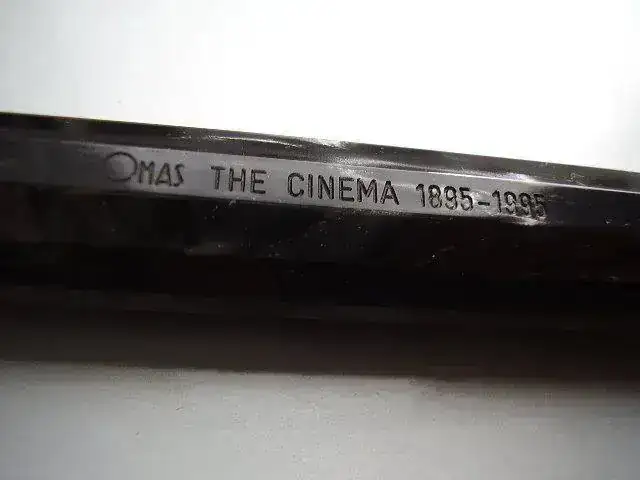 OMAS THE CINEMA 1895-1995